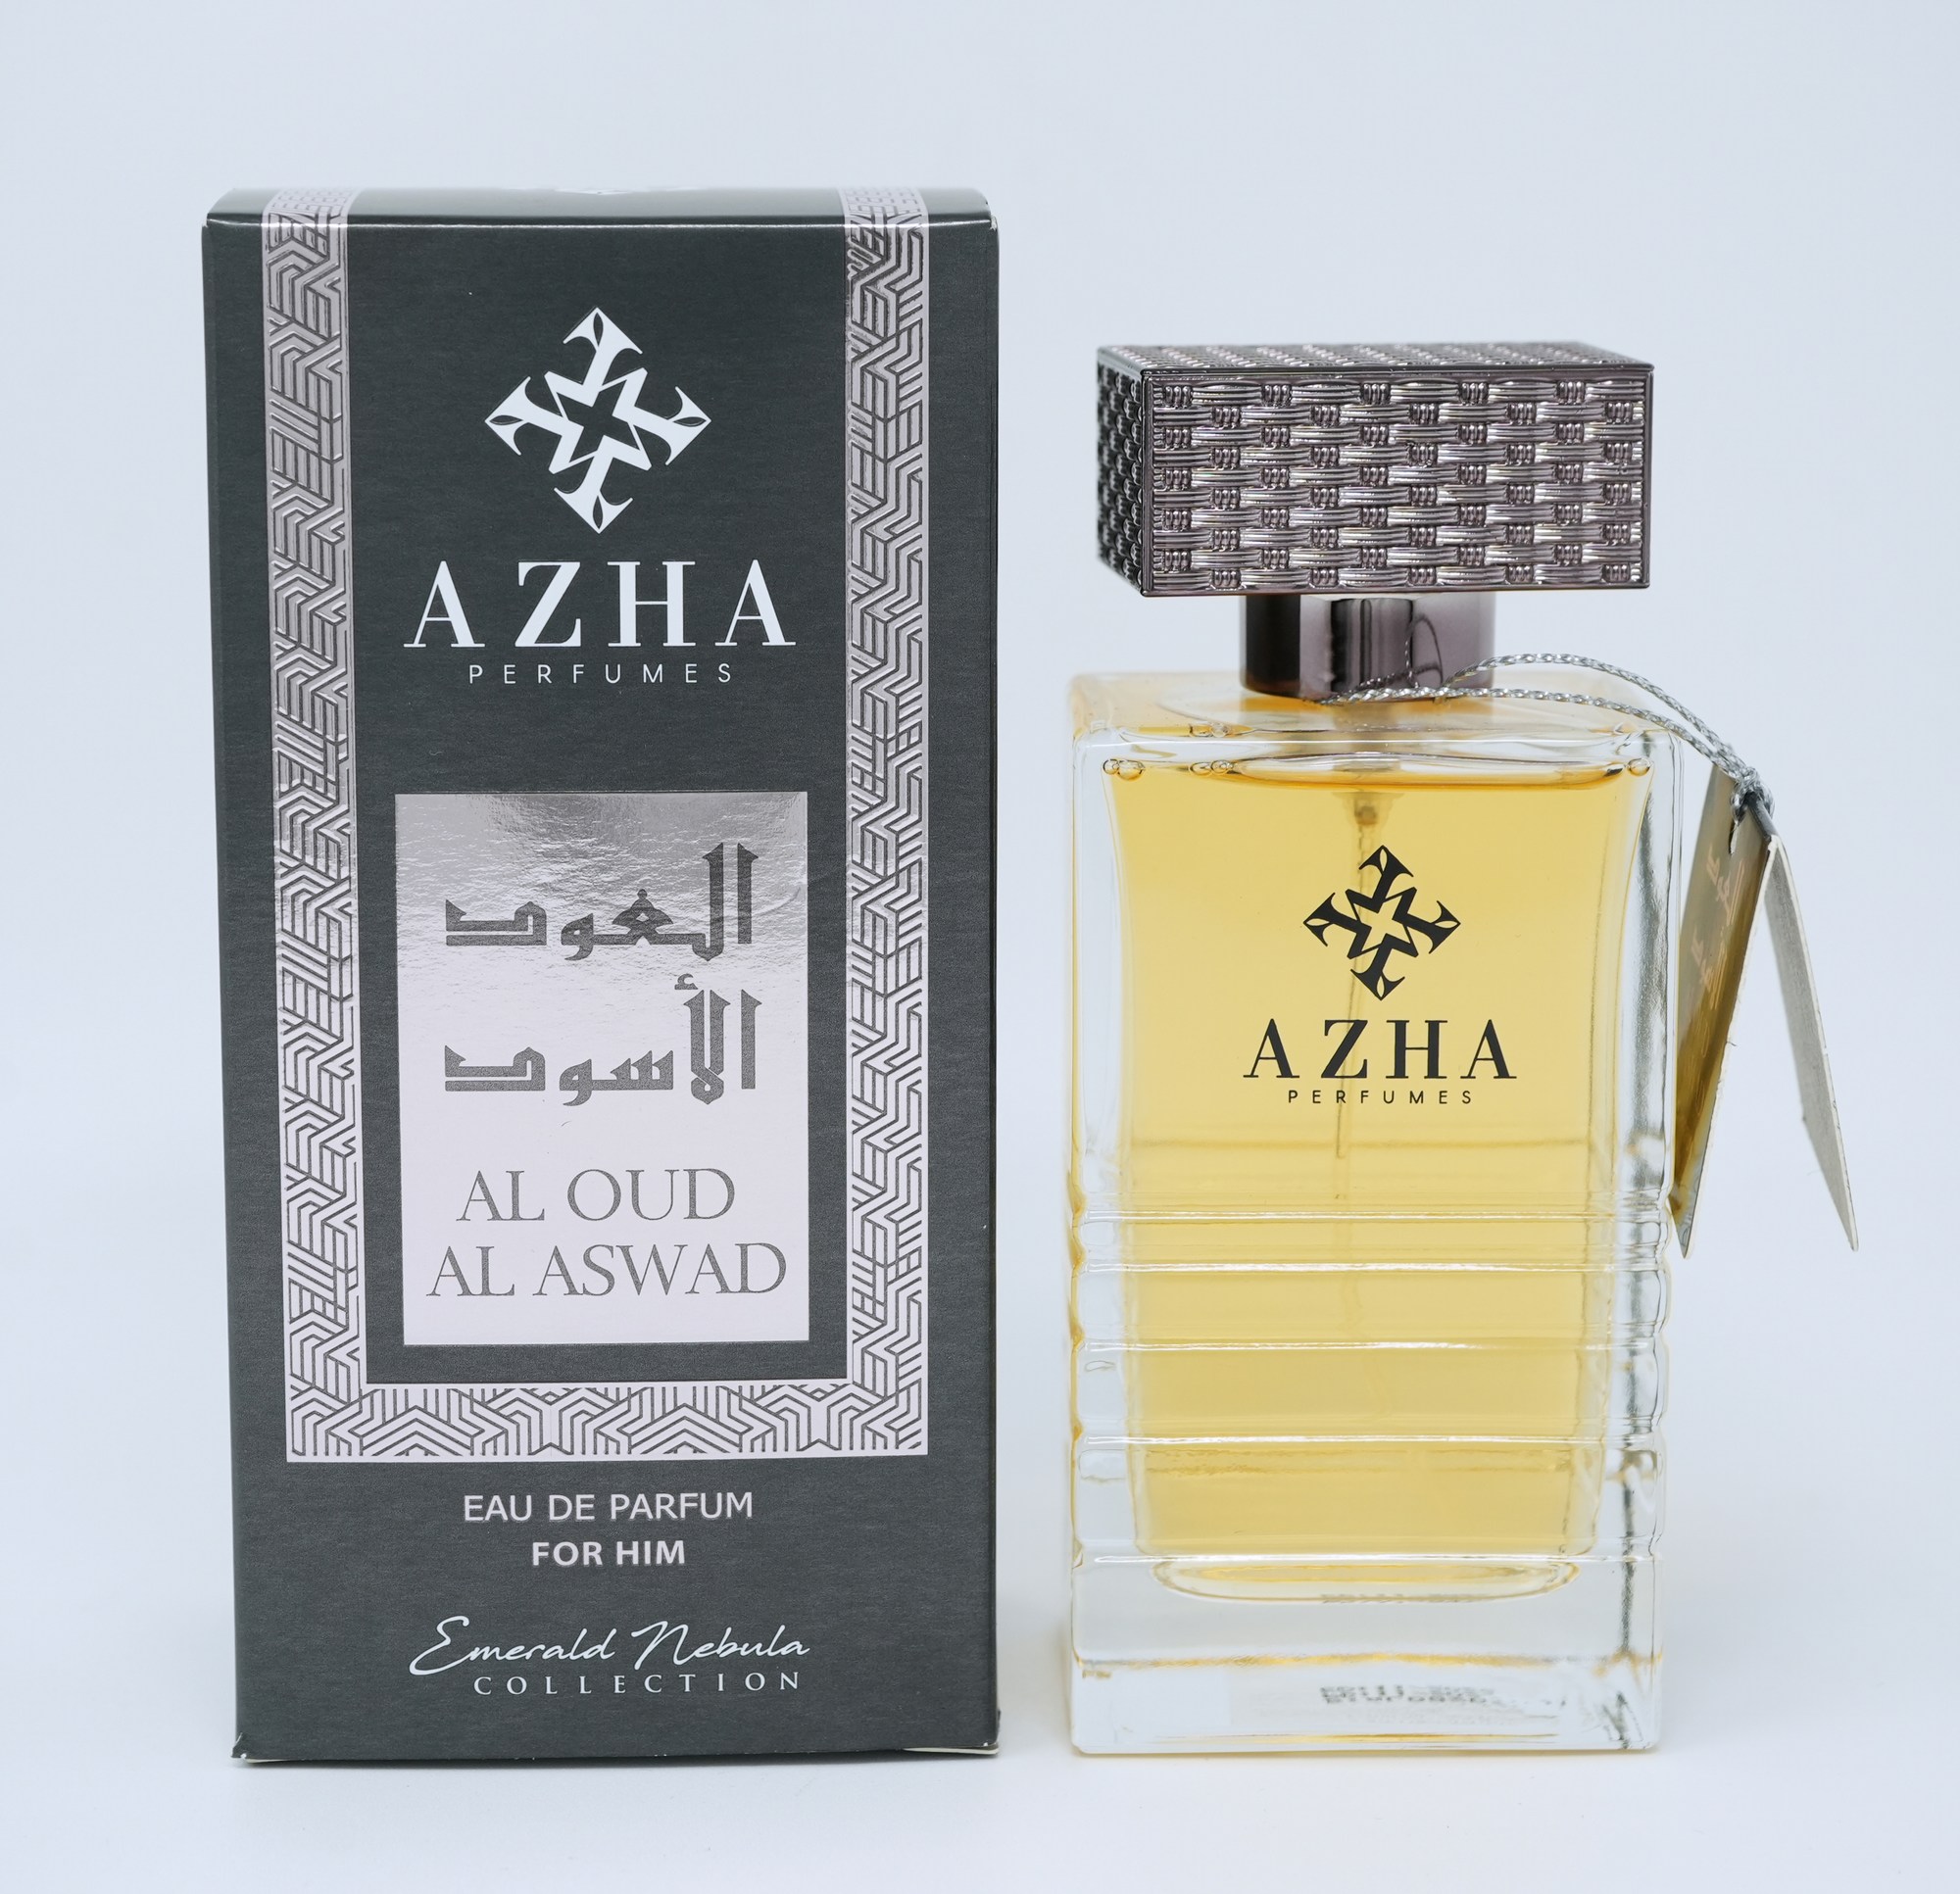 AZHA
PERFUMES
العود
الأسود
AL OUD
AL ASWAD
EAU DE PARFUM
FOR HIM
Emerald Nebula
COLLECTION
AZHA
PERFUMES